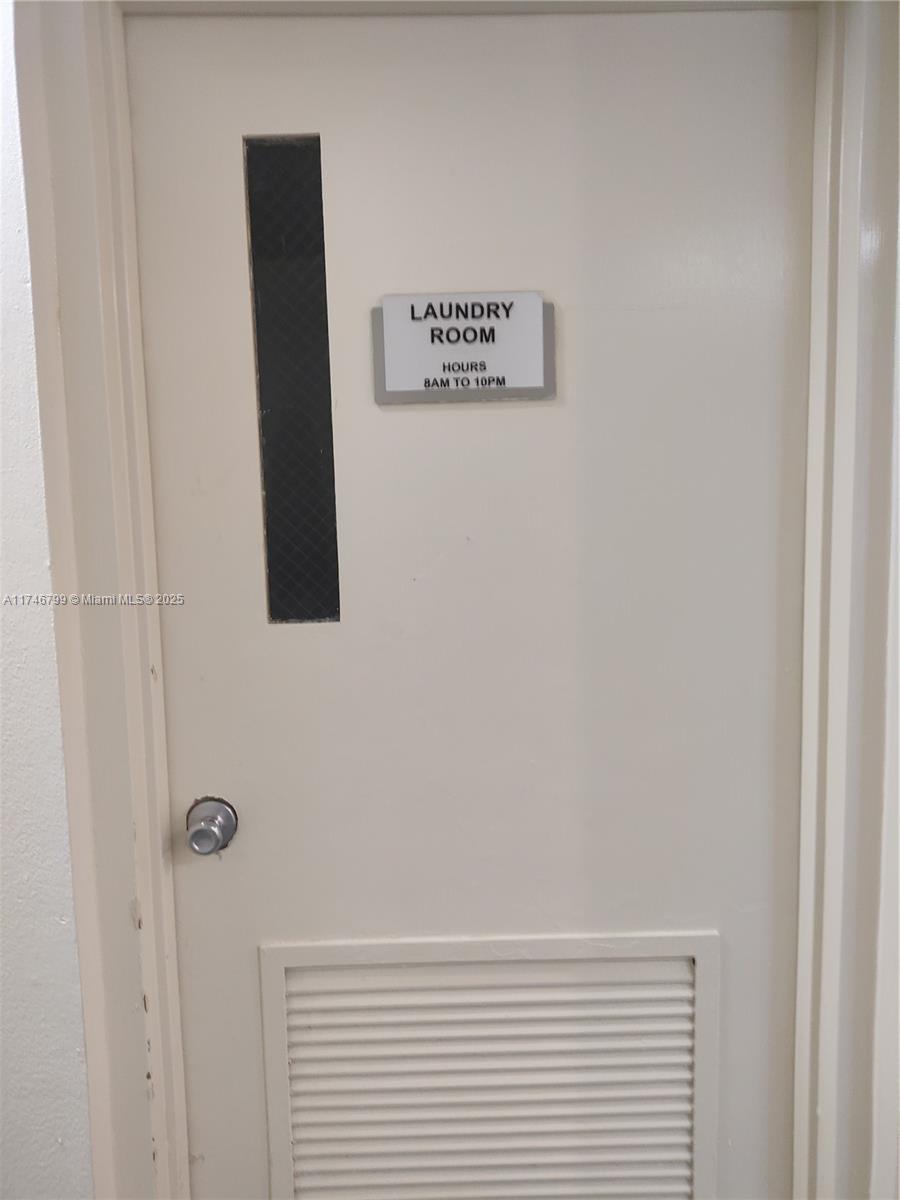 LAUNDRY
ROOM
HOURS
8AM TO 10PM
A11746799 © Miami MLS® 2025